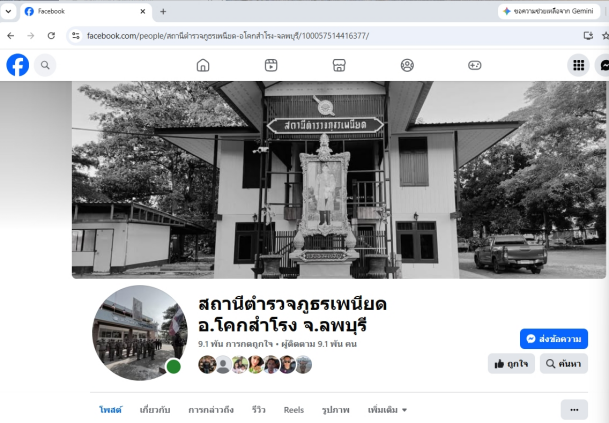 Facebook
ขอความช่วยเหลือจาก Gemini
facebook.com/people/สถานีตำรวจภูธรเพนียด-อโคกสำโรง-จลพบุรี/100057514416377/
สถานีตำรวจภูธรเพนียด
สถานีตำรวจภูธรเพนียด
อ.โคกสำโรง จ.ลพบุรี
9.1 พัน การกดถูกใจ • ผู้ติดตาม 9.1 พัน คน
ส่งข้อความ
ถูกใจ
ค้นหา
โพสต์ เกี่ยวกับ การกล่าวถึง รีวิว Reels รูปภาพ เพิ่มเติม